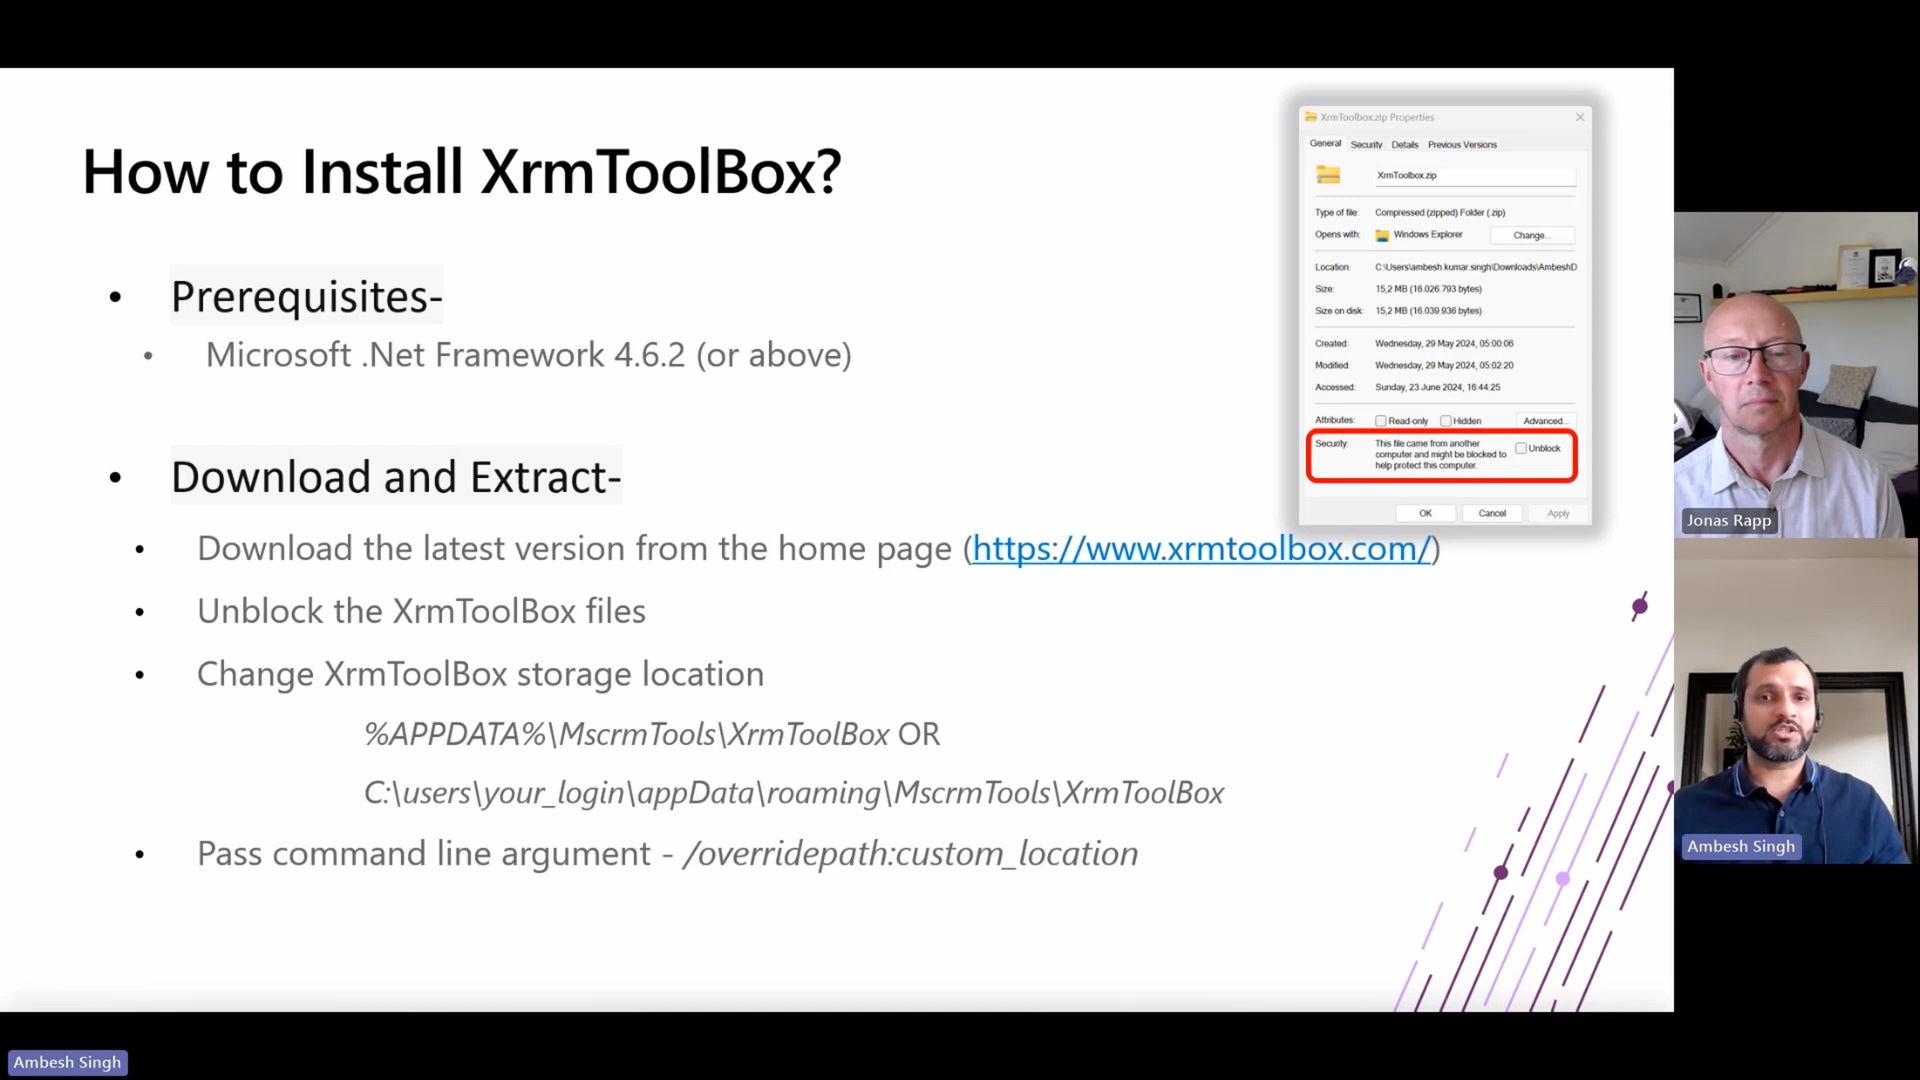 How to Install XrmToolBox?
• Prerequisites-
• Microsoft .Net Framework 4.6.2 (or above)
• Download and Extract-
• Download the latest version from the home page (https://www.xrmtoolbox.com/)
• Unblock the XrmToolBox files
• Change XrmToolBox storage location
%APPDATA%\MscrmTools\XrmToolBox OR
C:\users\your_login\appData\roaming\MscrmTools\XrmToolBox
• Pass command line argument - /overridepath:custom_location
XrmToolbox.zip Properties
General Security Details Previous Versions
XrmToolbox.zip
Type of file: Compressed (zipped) Folder (.zip)
Opens with: Windows Explorer Change...
Location: C:\Users\ambesh.kumar.singh\Downloads\AmbeshD
Size: 15,2 MB (16.026.793 bytes)
Size on disk: 15,2 MB (16.039.936 bytes)
Created: Wednesday, 29 May 2024, 05:00:06
Modified: Wednesday, 29 May 2024, 05:02:20
Accessed: Sunday, 23 June 2024, 16:44:25
Attributes: Read-only Hidden Advanced...
Security: This file came from another
computer and might be blocked to
help protect this computer.
Unblock
OK Cancel Apply
Jonas Rapp
Ambesh Singh
Ambesh Singh